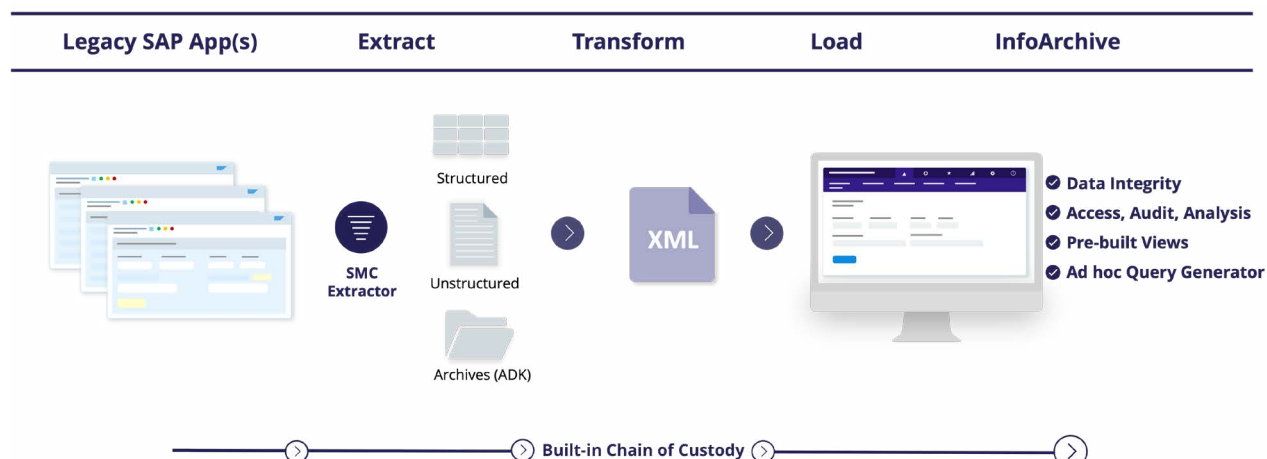 Legacy SAP App(s)
Extract
Transform
Load
InfoArchive
SMC
Extractor
Structured
Unstructured
Archives (ADK)
XML
Data Integrity
Access, Audit, Analysis
Pre-built Views
Ad hoc Query Generator
Built-in Chain of Custody